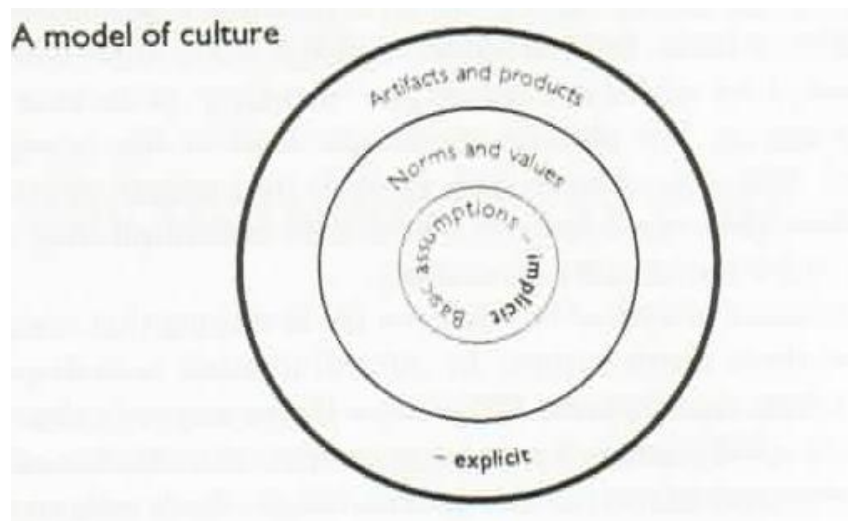 A model of culture
Artifacts and products
Norms and values
Basic assumptions – implicit
– explicit